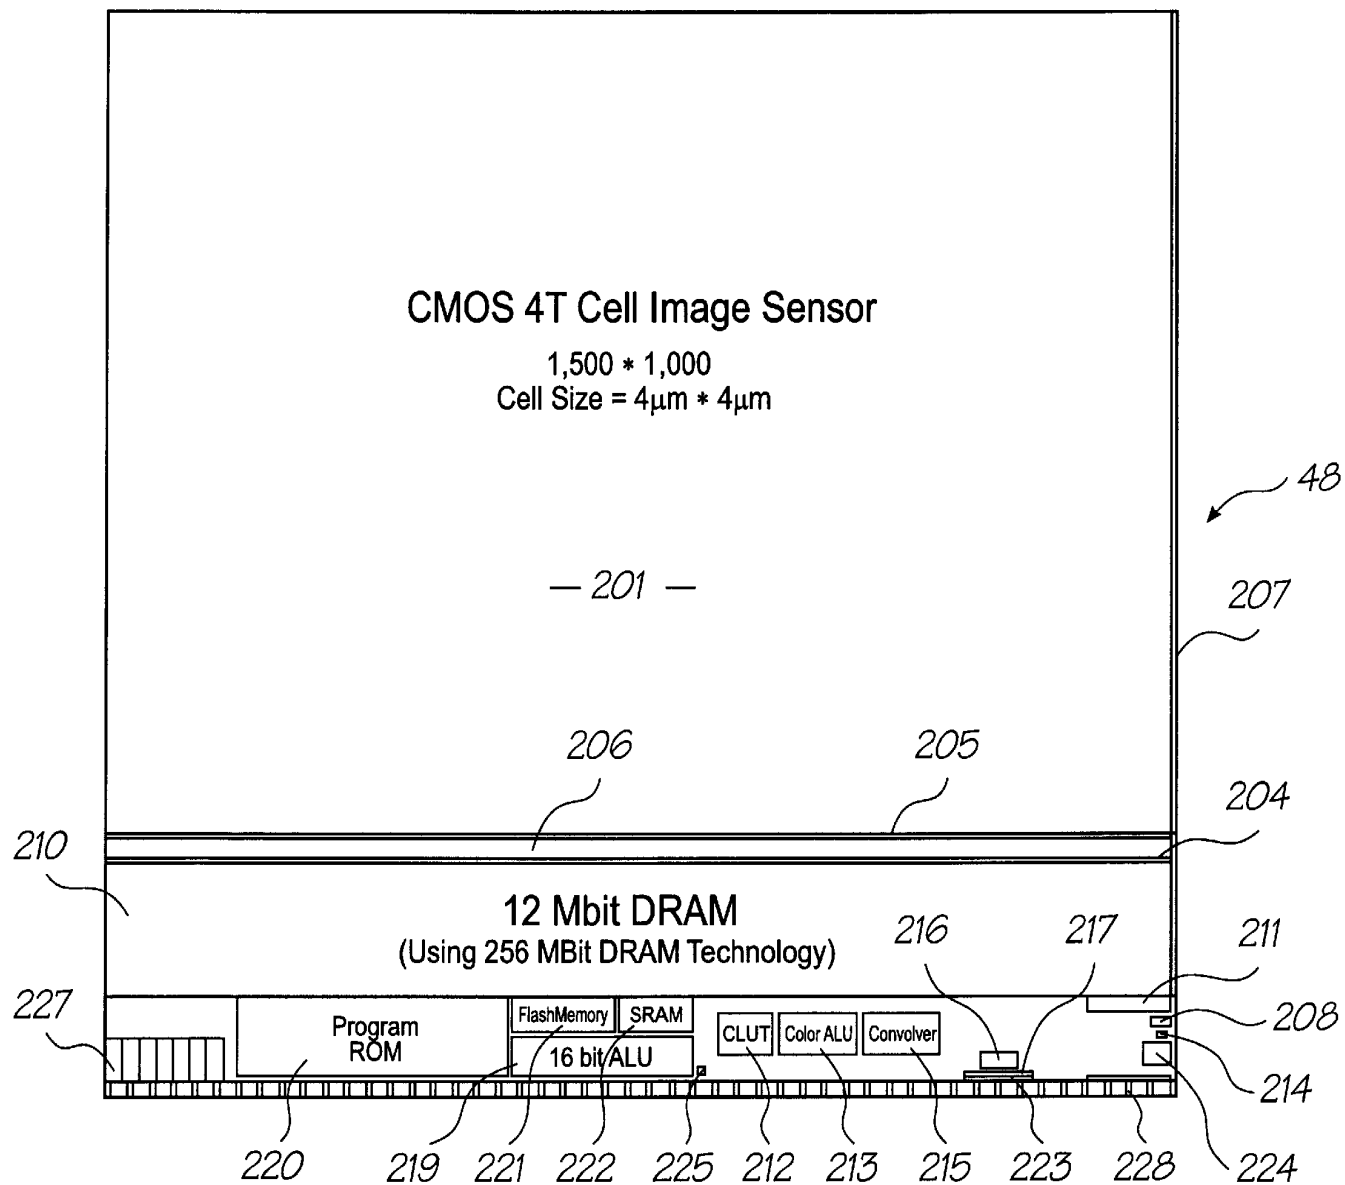 CMOS 4T Cell Image Sensor
1,500 * 1,000
Cell Size = 4μm * 4μm
48
— 201 —
207
206
205
204
210
12 Mbit DRAM
(Using 256 MBit DRAM Technology)
216
217
211
227
Program
ROM
FlashMemory
SRAM
16 bit ALU
CLUT
Color ALU
Convolver
208
214
220
219
221
222
225
212
213
215
223
228
224